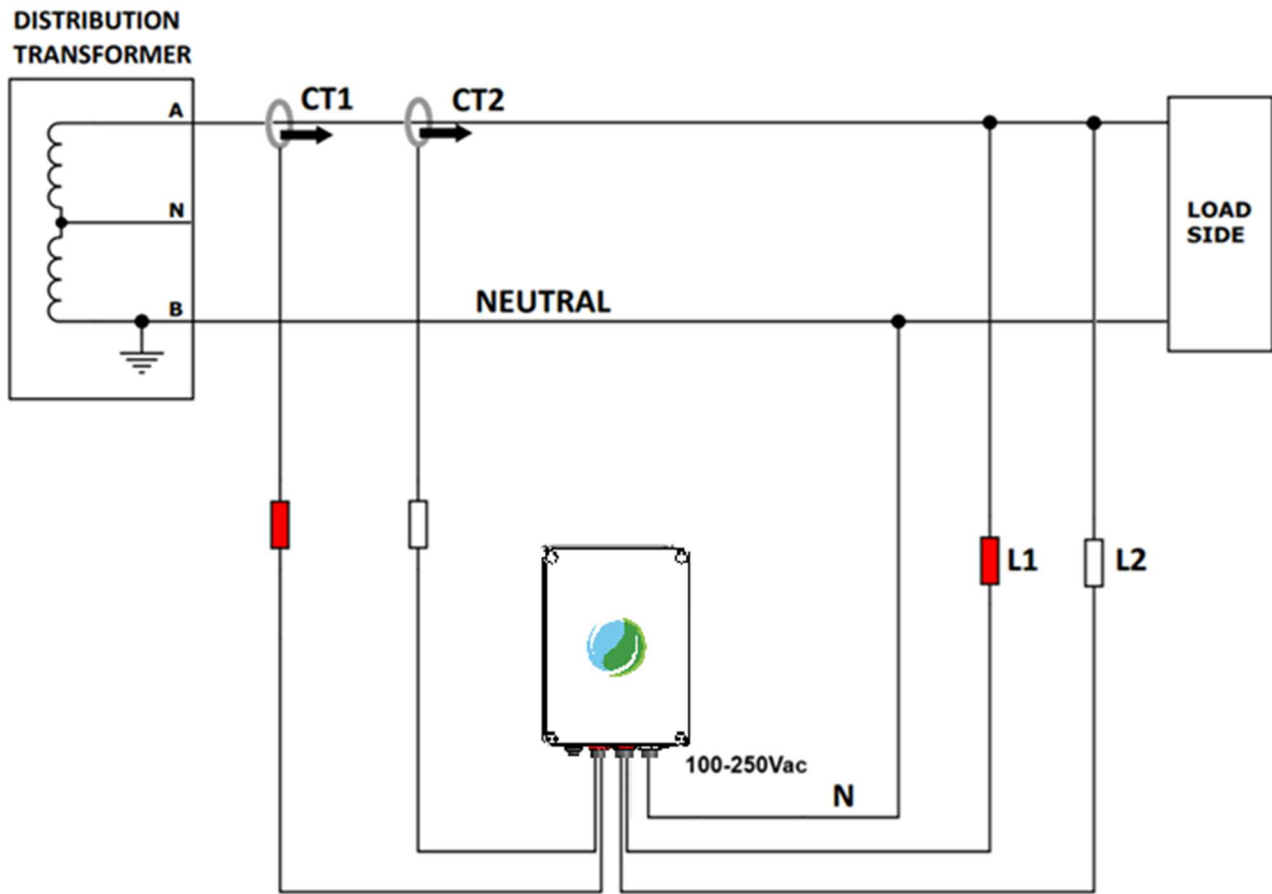 DISTRIBUTION
TRANSFORMER
A
CT1
CT2
N
LOAD
SIDE
B
NEUTRAL
L1
L2
100-250Vac
N